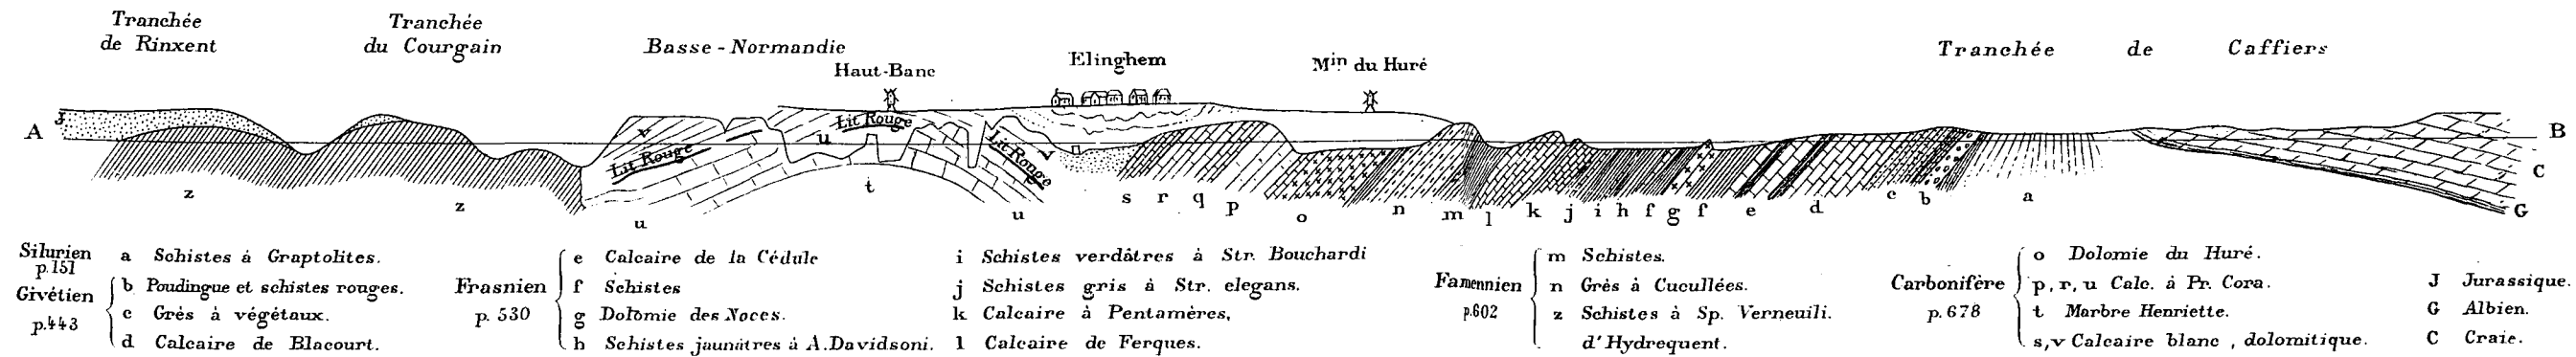 Tranchée de Rinxent
Tranchée du Courgain
Basse-Normandie
Haut-Banc
Elinghem
Min du Huré
Tranchée de Caffiers
A
J
v
Lit Rouge
u
Lit Rouge
Lit Rouge
v
B
C
G
z z u t u s r q p o n m l k j i h f g f e d c b a
Silurien p.151
a Schistes à Graptolites.
Givétien p.443
b Poudingue et schistes rouges.
c Grès à végétaux.
d Calcaire de Blacourt.
Frasnien p. 530
e Calcaire de la Cédule
f Schistes
g Dolomie des Noces.
h Schistes jaunâtres à A.Davidsoni.
i Schistes verdâtres à Str. Bouchardi
j Schistes gris à Str. elegans.
k Calcaire à Pentamères,
l Calcaire de Ferques.
Famennien p.602
m Schistes.
n Grès à Cucullées.
z Schistes à Sp. Verneuili.
d'Hydrequent.
Carbonifère p.678
o Dolomie du Huré.
p, r, u Calc. à Pr. Cora.
t Marbre Henriette.
s,v Calcaire blanc, dolomitique.
J Jurassique.
G Albien.
C Craie.